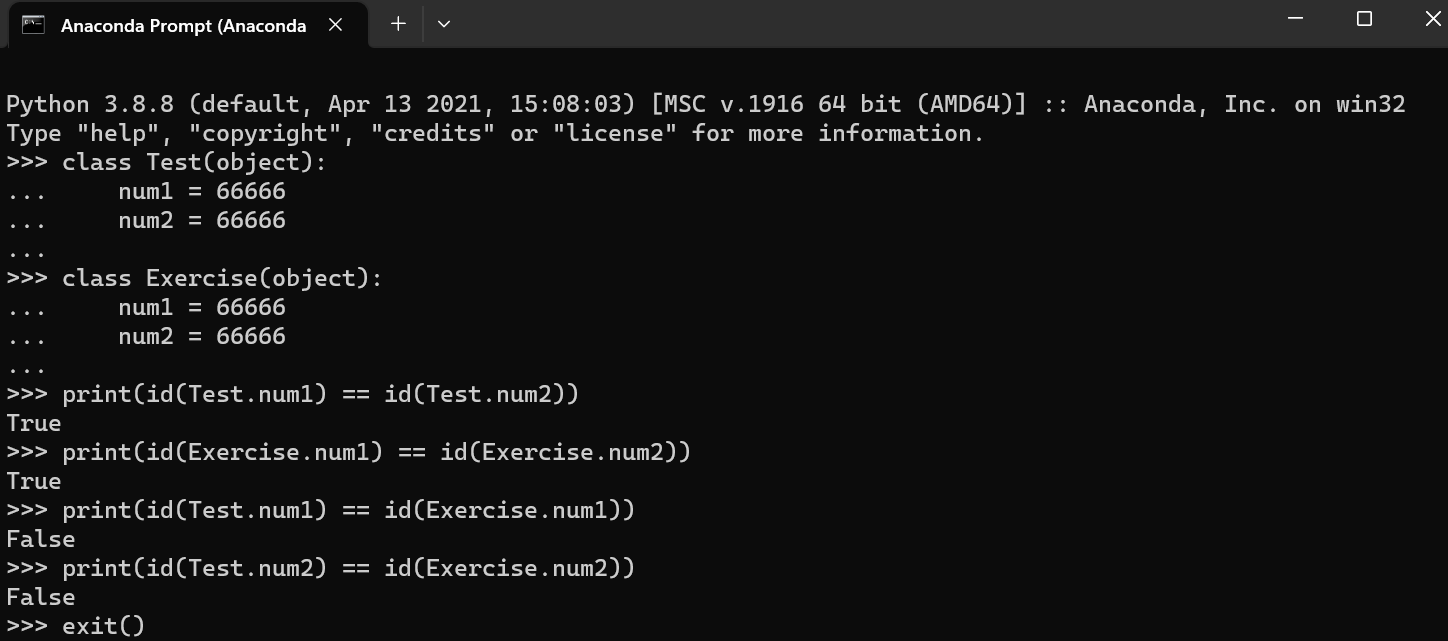 Anaconda Prompt (Anaconda
Python 3.8.8 (default, Apr 13 2021, 15:08:03) [MSC v.1916 64 bit (AMD64)] :: Anaconda, Inc. on win32
Type "help", "copyright", "credits" or "license" for more information.
>>> class Test(object):
...     num1 = 66666
...     num2 = 66666
...
>>> class Exercise(object):
...     num1 = 66666
...     num2 = 66666
...
>>> print(id(Test.num1) == id(Test.num2))
True
>>> print(id(Exercise.num1) == id(Exercise.num2))
True
>>> print(id(Test.num1) == id(Exercise.num1))
False
>>> print(id(Test.num2) == id(Exercise.num2))
False
>>> exit()